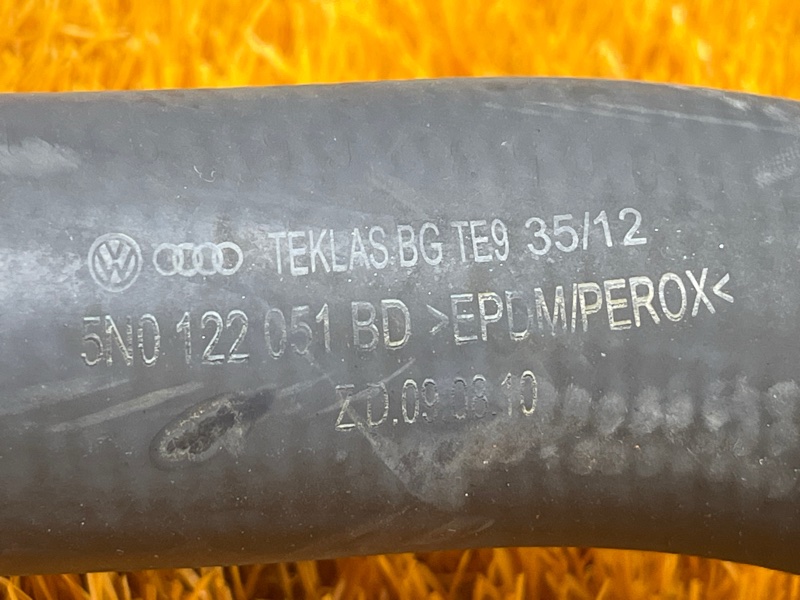 TEKLAS BG TE9 35/12
5N0 122 051 BD >EPDM/PEROX<
Z.D.09.08.10